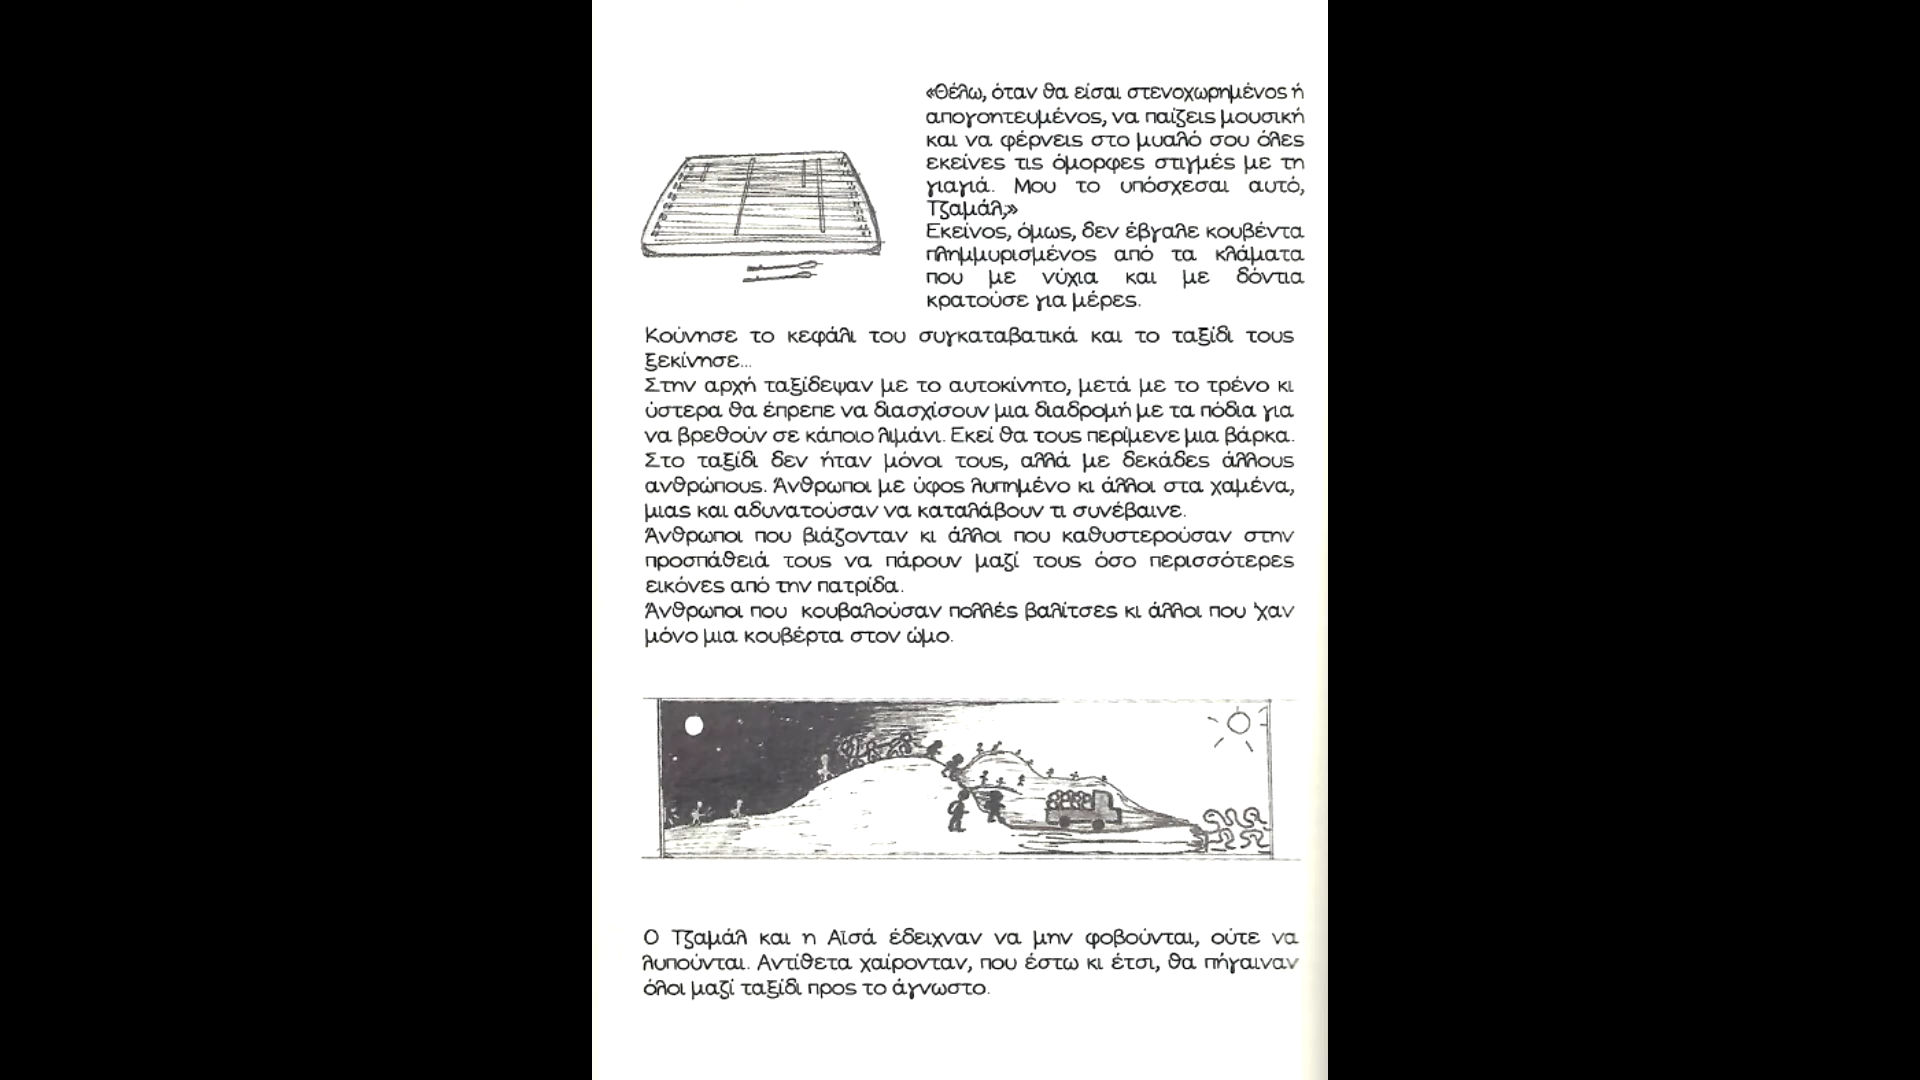 «Θέλω, όταν θα είσαι στενοχωρημένος ή
απογοητευμένος, να παίζεις μουσική
και να φέρνεις στο μυαλό σου όλες
εκείνες τις όμορφες στιγμές με τη
γιαγιά. Μου το υπόσχεσαι αυτό,
Τζαμάλ;»
Εκείνος, όμως, δεν έβγαλε κουβέντα
πλημμυρισμένος από τα κλάματα
που με νύχια και με δόντια
κρατούσε για μέρες.
Κούνησε το κεφάλι του συγκαταβατικά και το ταξίδι τους
ξεκίνησε...
Στην αρχή ταξίδεψαν με το αυτοκίνητο, μετά με το τρένο κι
ύστερα θα έπρεπε να διασχίσουν μια διαδρομή με τα πόδια για
να βρεθούν σε κάποιο λιμάνι. Εκεί θα τους περίμενε μια βάρκα.
Στο ταξίδι δεν ήταν μόνοι τους, αλλά με δεκάδες άλλους
ανθρώπους. Άνθρωποι με ύφος λυπημένο κι άλλοι στα χαμένα,
μιας και αδυνατούσαν να καταλάβουν τι συνέβαινε.
Άνθρωποι που βιάζονταν κι άλλοι που καθυστερούσαν στην
προσπάθειά τους να πάρουν μαζί τους όσο περισσότερες
εικόνες από την πατρίδα.
Άνθρωποι που κουβαλούσαν πολλές βαλίτσες κι άλλοι που 'χαν
μόνο μια κουβέρτα στον ώμο.
Ο Τζαμάλ και η Αϊσά έδειχναν να μην φοβούνται, ούτε να
λυπούνται. Αντίθετα χαίρονταν, που έστω κι έτσι, θα πήγαιναν
όλοι μαζί ταξίδι προς το άγνωστο.